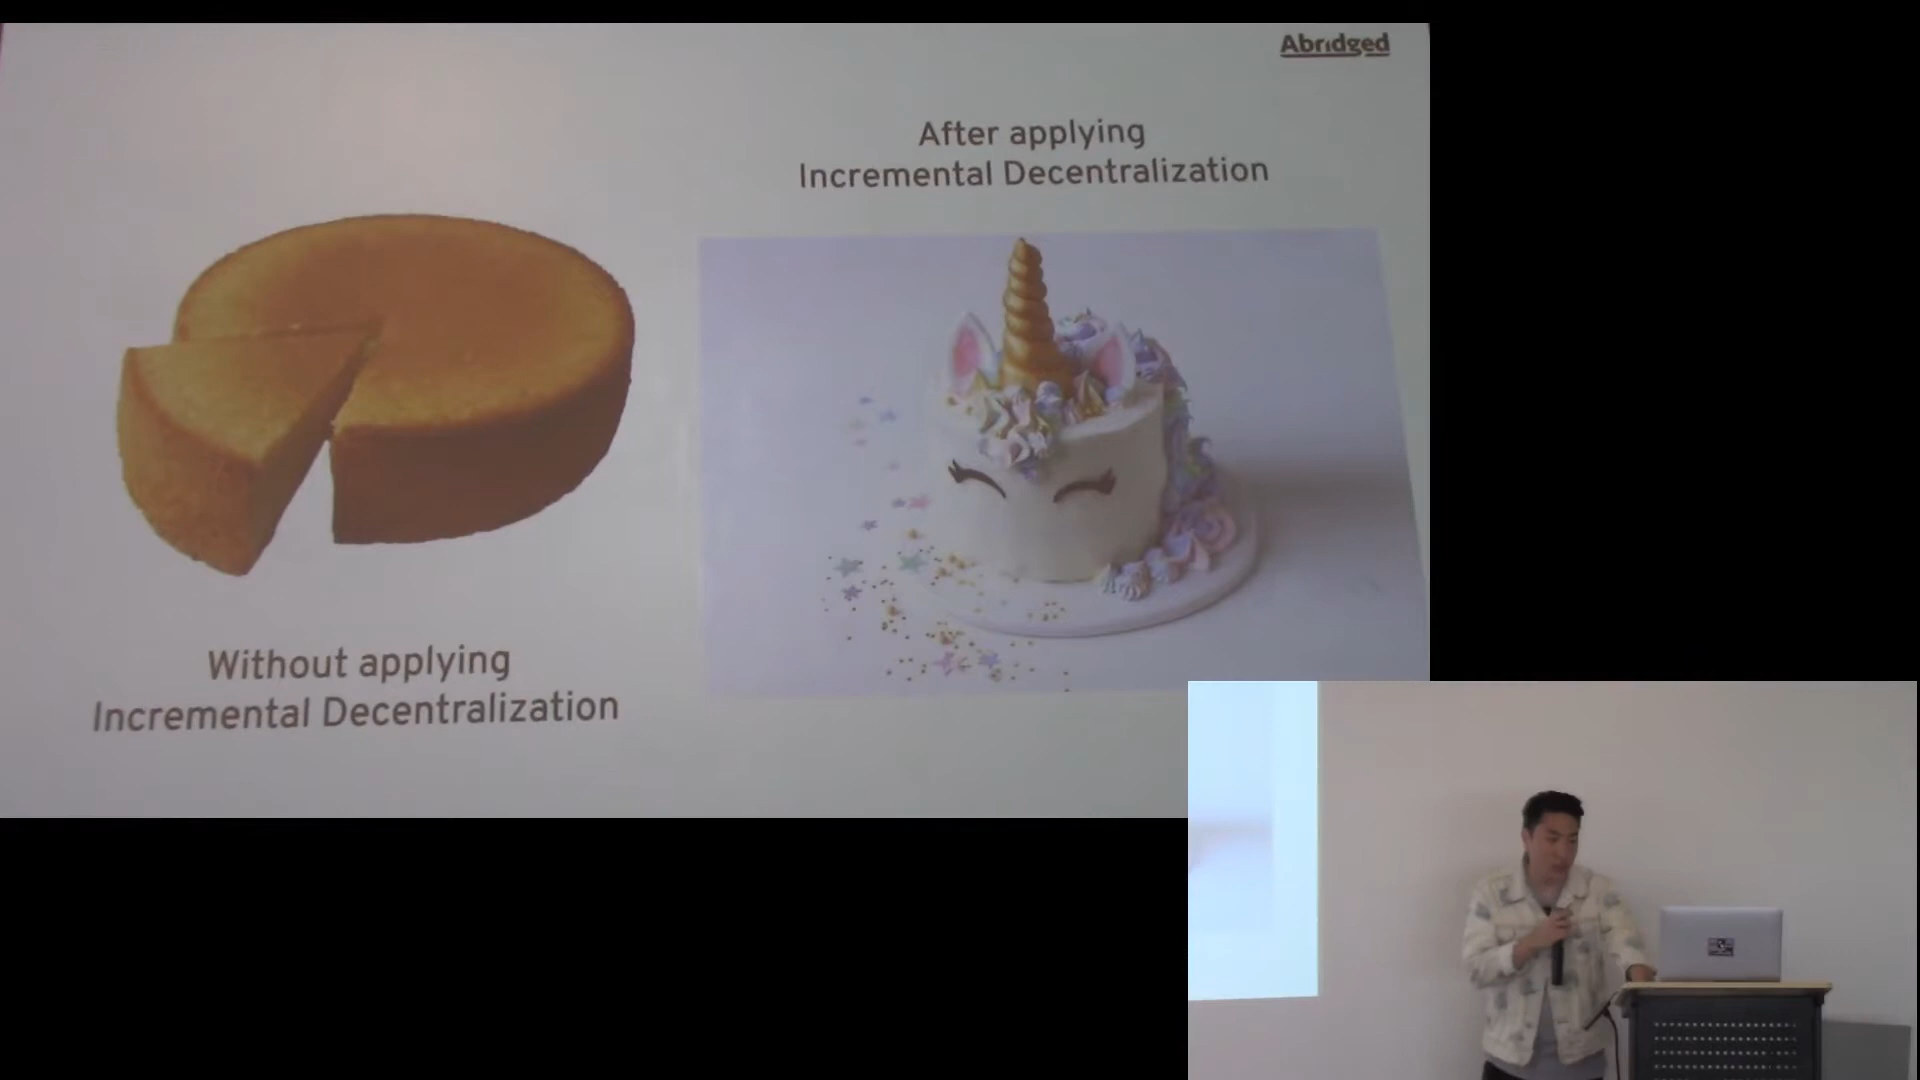 Abridged
After applying
Incremental Decentralization
Without applying
Incremental Decentralization